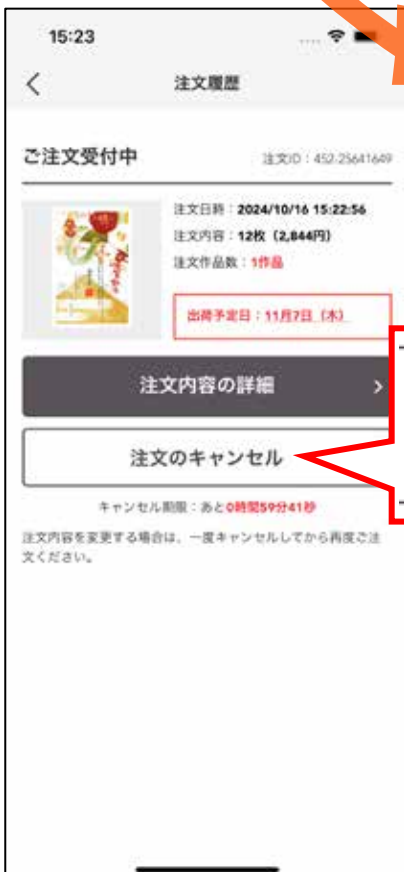 15:23
注文履歴
ご注文受付中
注文ID：452-25641649
注文日時：2024/10/16 15:22:56
注文内容：12枚（2,844円）
注文作品数：1作品
出荷予定日：11月7日（木）
注文内容の詳細
注文のキャンセル
キャンセル期限：あと0時間59分41秒
注文内容を変更する場合は、一度キャンセルしてから再度ご注
文ください。